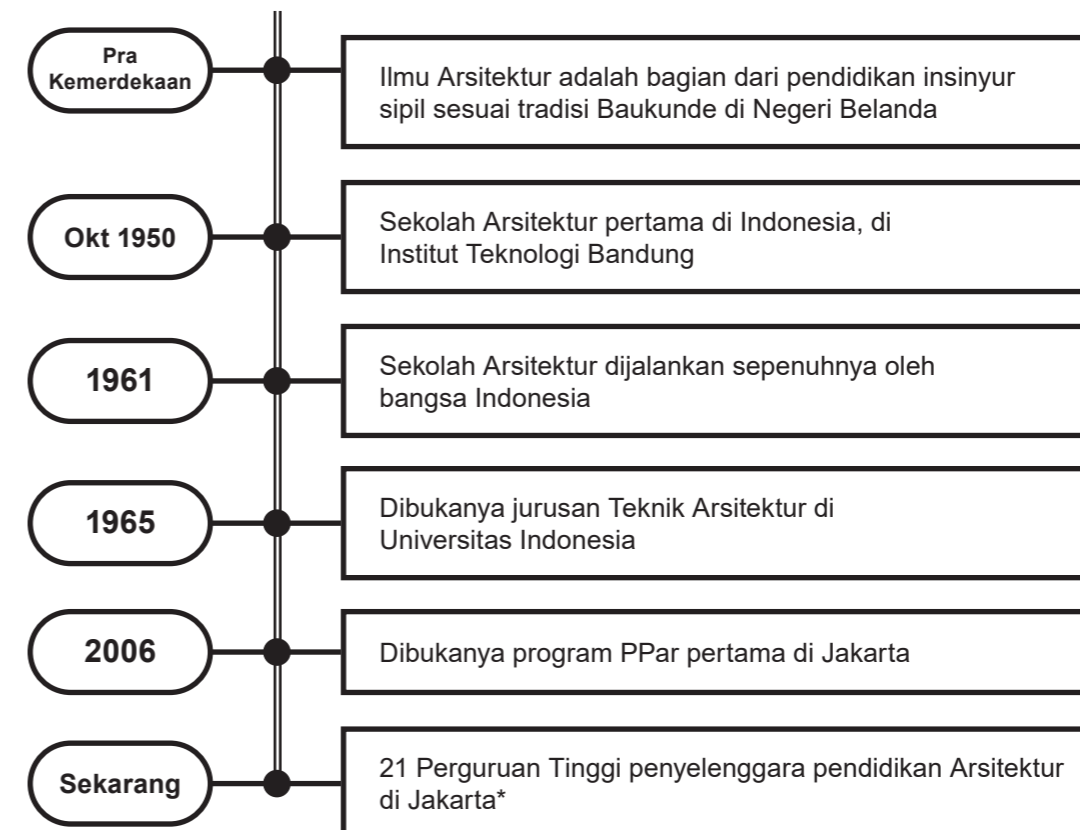 Pra
Kemerdekaan
Ilmu Arsitektur adalah bagian dari pendidikan insinyur
sipil sesuai tradisi Baukunde di Negeri Belanda
Okt 1950
Sekolah Arsitektur pertama di Indonesia, di
Institut Teknologi Bandung
1961
Sekolah Arsitektur dijalankan sepenuhnya oleh
bangsa Indonesia
1965
Dibukanya jurusan Teknik Arsitektur di
Universitas Indonesia
2006
Dibukanya program PPar pertama di Jakarta
Sekarang
21 Perguruan Tinggi penyelenggara pendidikan Arsitektur
di Jakarta*